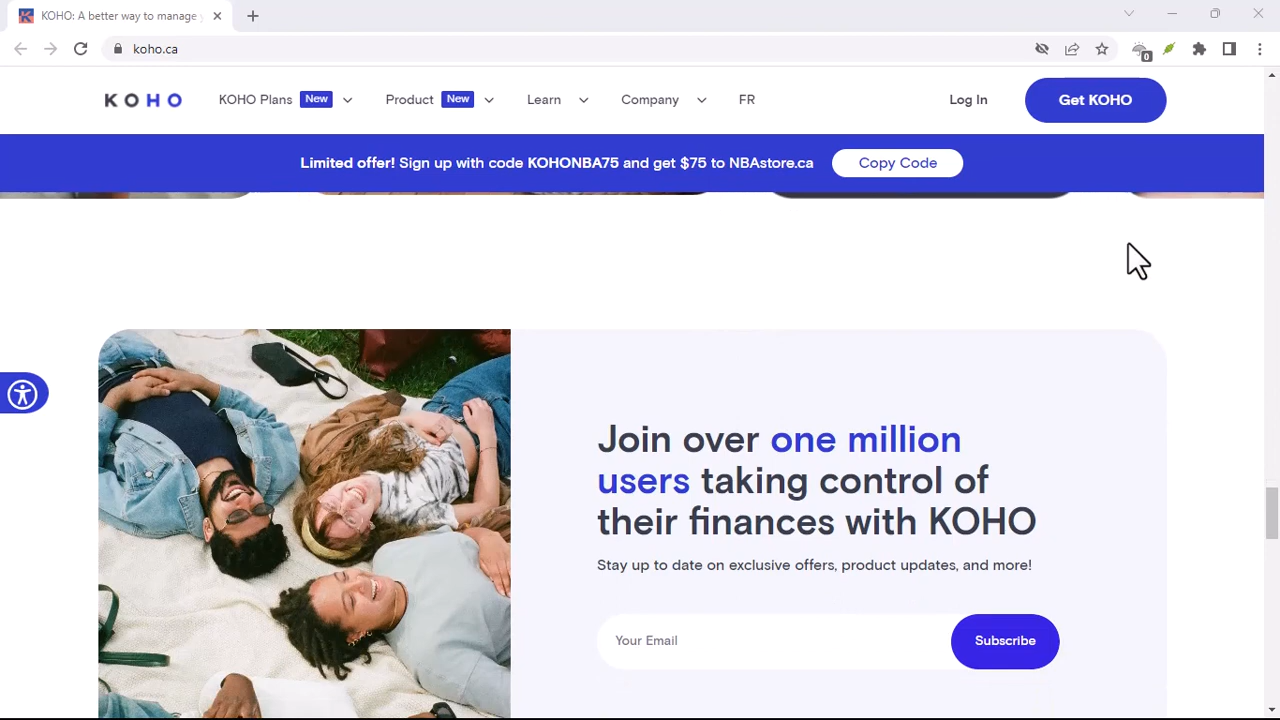 KOHO: A better way to manage
koho.ca
0
KOHO
KOHO Plans New
Product New
Learn
Company
FR
Log In
Get KOHO
Limited offer! Sign up with code KOHONBA75 and get $75 to NBAstore.ca
Copy Code
Join over one million
users taking control of
their finances with KOHO
Stay up to date on exclusive offers, product updates, and more!
Your Email
Subscribe